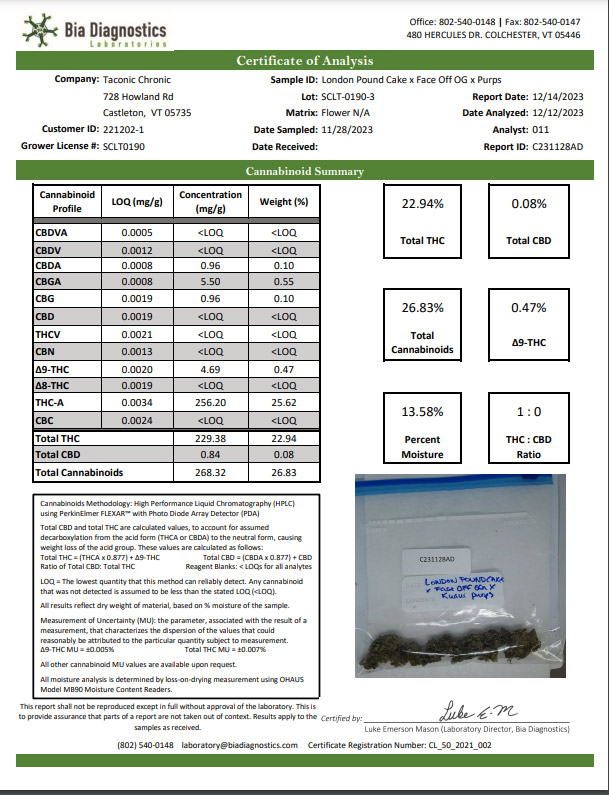 Bia Diagnostics
Laboratories
Office: 802-540-0148 | Fax: 802-540-0147
480 HERCULES DR. COLCHESTER, VT 05446
Certificate of Analysis
Company: Taconic Chronic
728 Howland Rd
Castleton, VT 05735
Customer ID: 221202-1
Grower License #: SCLT0190
Sample ID: London Pound Cake x Face Off OG x Purps
Lot: SCLT-0190-3
Matrix: Flower N/A
Date Sampled: 11/28/2023
Date Received:
Report Date: 12/14/2023
Date Analyzed: 12/12/2023
Analyst: 011
Report ID: C231128AD
Cannabinoid Summary
Cannabinoid Profile LOQ (mg/g) Concentration (mg/g) Weight (%)
CBDVA 0.0005 <LOQ <LOQ
CBDV 0.0012 <LOQ <LOQ
CBDA 0.0008 0.96 0.10
CBGA 0.0008 5.50 0.55
CBG 0.0019 0.96 0.10
CBD 0.0019 <LOQ <LOQ
THCV 0.0021 <LOQ <LOQ
CBN 0.0013 <LOQ <LOQ
Δ9-THC 0.0020 4.69 0.47
Δ8-THC 0.0019 <LOQ <LOQ
THC-A 0.0034 256.20 25.62
CBC 0.0024 <LOQ <LOQ
Total THC 229.38 22.94
Total CBD 0.84 0.08
Total Cannabinoids 268.32 26.83
22.94%
Total THC
0.08%
Total CBD
26.83%
Total
Cannabinoids
0.47%
Δ9-THC
13.58%
Percent
Moisture
1 : 0
THC : CBD
Ratio
Cannabinoids Methodology: High Performance Liquid Chromatography (HPLC)
using PerkinElmer FLEXAR™ with Photo Diode Array Detector (PDA)
Total CBD and total THC are calculated values, to account for assumed
decarboxylation from the acid form (THCA or CBDA) to the neutral form, causing
weight loss of the acid group. These values are calculated as follows:
Total THC = (THCA x 0.877) + Δ9-THC Total CBD = (CBDA x 0.877) + CBD
Ratio of Total CBD: Total THC Reagent Blanks: < LOQs for all analytes
LOQ = The lowest quantity that this method can reliably detect. Any cannabinoid
that was not detected is assumed to be less than the stated LOQ (<LOQ).
All results reflect dry weight of material, based on % moisture of the sample.
Measurement of Uncertainty (MU): the parameter, associated with the result of a
measurement, that characterizes the dispersion of the values that could
reasonably be attributed to the particular quantity subject to measurement.
Δ9-THC MU = ±0.005% Total THC MU = ±0.007%
All other cannabinoid MU values are available upon request.
All moisture analysis is determined by loss-on-drying measurement using OHAUS
Model MB90 Moisture Content Readers.
C231128AD
LONDON POUNDCAKE
x FACE OFF OG x
Purps
This report shall not be reproduced except in full without approval of the laboratory. This is
to provide assurance that parts of a report are not taken out of context. Results apply to the
samples as received.
Certified by: Luke E. M
Luke Emerson Mason (Laboratory Director, Bia Diagnostics)
(802) 540-0148 laboratory@biadiagnostics.com Certificate Registration Number: CL_50_2021_002